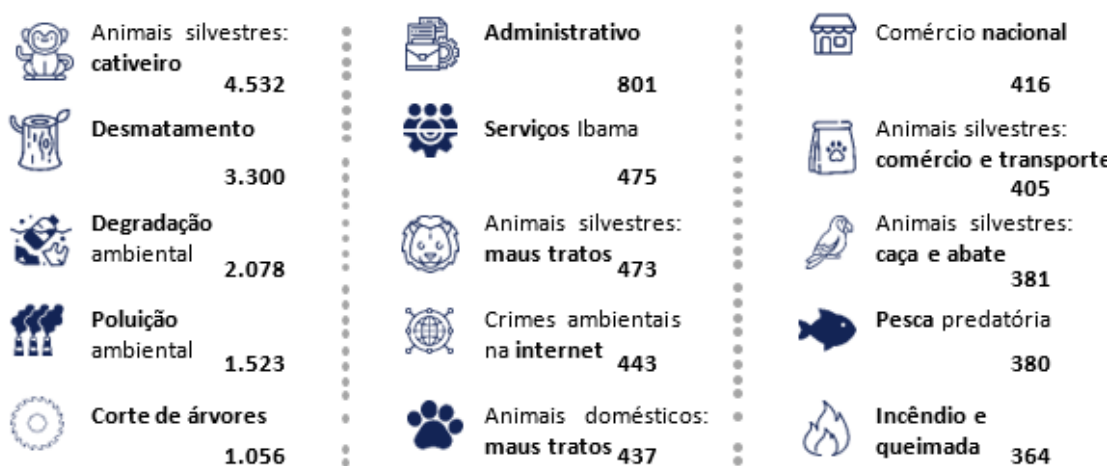 Animais silvestres:
cativeiro
4.532
Desmatamento
3.300
Degradação
ambiental
2.078
Poluição
ambiental
1.523
Corte de árvores
1.056
Administrativo
801
Serviços Ibama
475
Animais silvestres:
maus tratos
473
Crimes ambientais
na internet
443
Animais domésticos:
maus tratos
437
Comércio nacional
416
Animais silvestres:
comércio e transporte
405
Animais silvestres:
caça e abate
381
Pesca predatória
380
Incêndio e
queimada
364